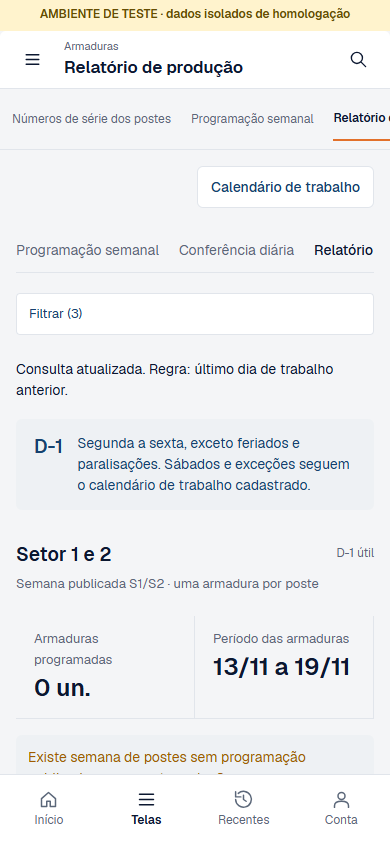 AMBIENTE DE TESTE · dados isolados de homologação
Armaduras
Relatório de produção
Números de série dos postes Programação semanal Relatório
Calendário de trabalho
Programação semanal Conferência diária Relatório
Filtrar (3)
Consulta atualizada. Regra: último dia de trabalho
anterior.
D-1
Segunda a sexta, exceto feriados e
paralisações. Sábados e exceções seguem
o calendário de trabalho cadastrado.
Setor 1 e 2
D-1 útil
Semana publicada S1/S2 · uma armadura por poste
Armaduras
programadas
0 un.
Período das armaduras
13/11 a 19/11
Existe semana de postes sem programação
Início Telas Recentes Conta